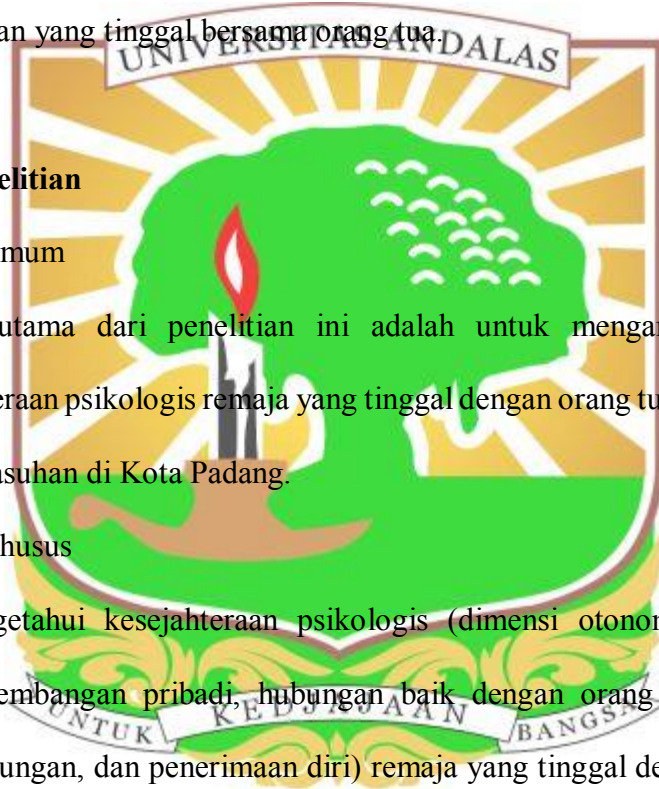 an yang tinggal bersama orang tua.
UNIVERSITAS ANDALAS
elitian
mum
utama dari penelitian ini adalah untuk mengan
eraan psikologis remaja yang tinggal dengan orang tu
asuhan di Kota Padang.
husus
getahui kesejahteraan psikologis (dimensi otonor
embangan pribadi, hubungan baik dengan orang
UNTUK KEDJAJAAN BANGSA
ungan, dan penerimaan diri) remaja yang tinggal de